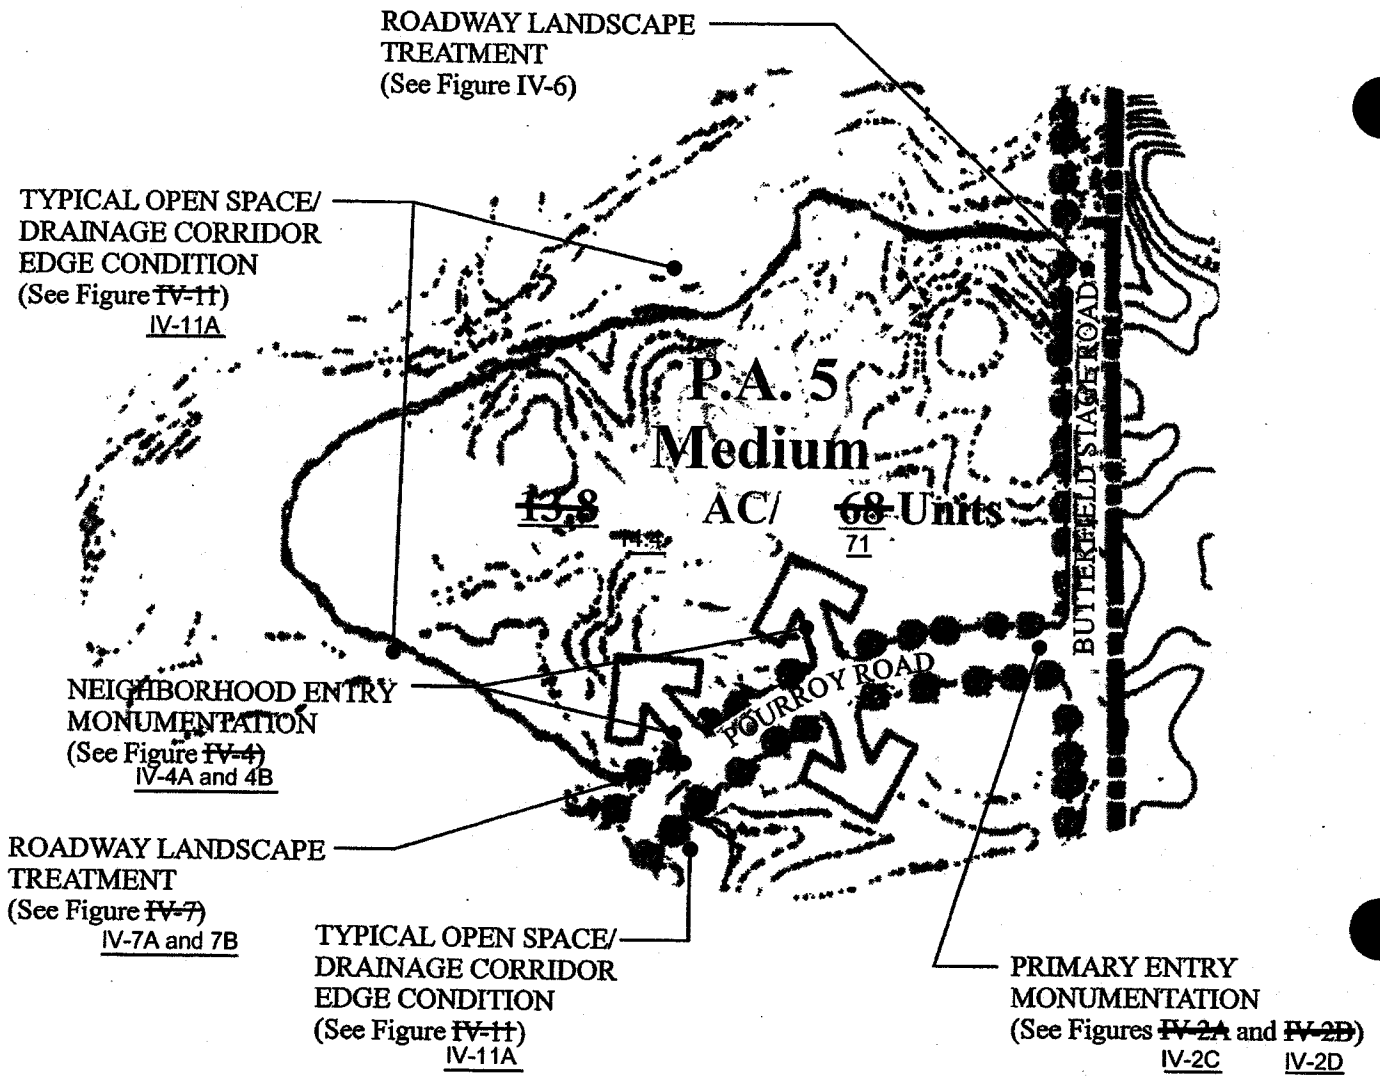 ROADWAY LANDSCAPE
TREATMENT
(See Figure IV-6)
TYPICAL OPEN SPACE/
DRAINAGE CORRIDOR
EDGE CONDITION
(See Figure IV-11)
IV-11A
P.A. 5
Medium
13.8 AC/ 68 Units
14.4 71
BUTTERFIELD STAGE ROAD
POURROY ROAD
NEIGHBORHOOD ENTRY
MONUMENTATION
(See Figure IV-4)
IV-4A and 4B
ROADWAY LANDSCAPE
TREATMENT
(See Figure IV-7)
IV-7A and 7B
TYPICAL OPEN SPACE/
DRAINAGE CORRIDOR
EDGE CONDITION
(See Figure IV-11)
IV-11A
PRIMARY ENTRY
MONUMENTATION
(See Figures IV-2A and IV-2B)
IV-2C IV-2D